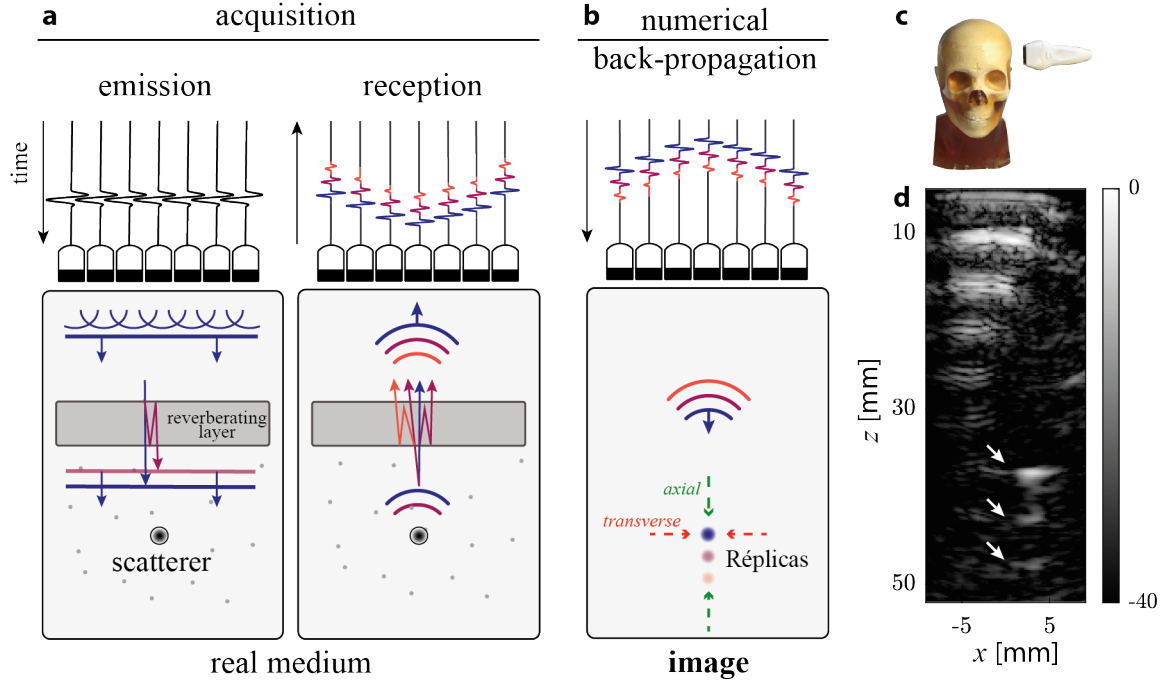 a
acquisition
emission
reception
time
reverberating
layer
scatterer
real medium
b
numerical
back-propagation
axial
transverse
Réplicas
image
c
d
10
30
50
z [mm]
-5
5
x [mm]
0
-40